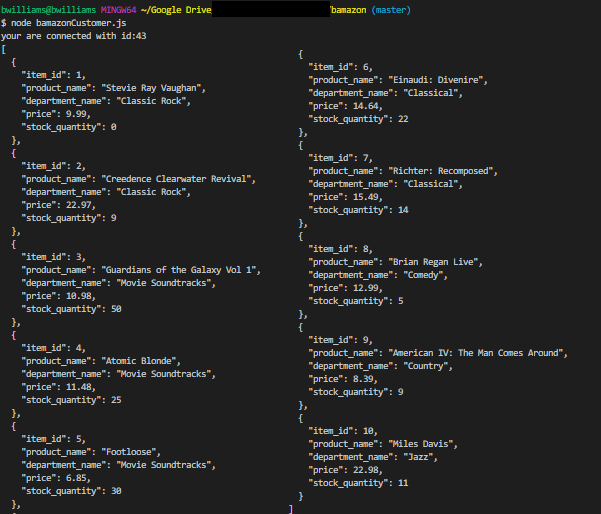 bwilliams@bwilliams MINGW64 ~/Google Drive /bamazon (master)
$ node bamazonCustomer.js
your are connected with id:43
[
{
"item_id": 1,
"product_name": "Stevie Ray Vaughan",
"department_name": "Classic Rock",
"price": 9.99,
"stock_quantity": 0
},
{
"item_id": 2,
"product_name": "Creedence Clearwater Revival",
"department_name": "Classic Rock",
"price": 22.97,
"stock_quantity": 9
},
{
"item_id": 3,
"product_name": "Guardians of the Galaxy Vol 1",
"department_name": "Movie Soundtracks",
"price": 10.98,
"stock_quantity": 50
},
{
"item_id": 4,
"product_name": "Atomic Blonde",
"department_name": "Movie Soundtracks",
"price": 11.48,
"stock_quantity": 25
},
{
"item_id": 5,
"product_name": "Footloose",
"department_name": "Movie Soundtracks",
"price": 6.85,
"stock_quantity": 30
},
{
"item_id": 6,
"product_name": "Einaudi: Divenire",
"department_name": "Classical",
"price": 14.64,
"stock_quantity": 22
},
{
"item_id": 7,
"product_name": "Richter: Recomposed",
"department_name": "Classical",
"price": 15.49,
"stock_quantity": 14
},
{
"item_id": 8,
"product_name": "Brian Regan Live",
"department_name": "Comedy",
"price": 12.99,
"stock_quantity": 5
},
{
"item_id": 9,
"product_name": "American IV: The Man Comes Around",
"department_name": "Country",
"price": 8.39,
"stock_quantity": 9
},
{
"item_id": 10,
"product_name": "Miles Davis",
"department_name": "Jazz",
"price": 22.98,
"stock_quantity": 11
}
]